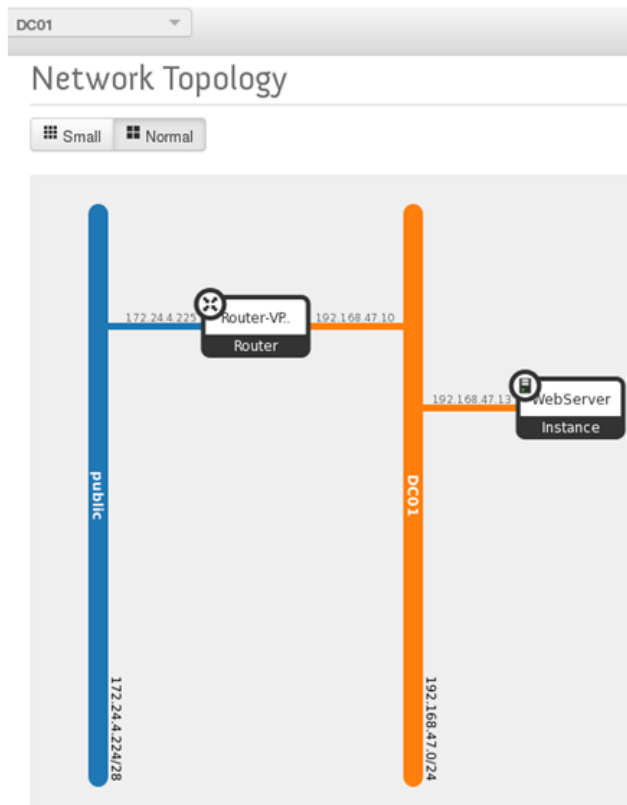 DC01
Network Topology
Small
Normal
172.24.4.225
Router-VP..
Router
192.168.47.10
192.168.47.13
WebServer
Instance
public
DC01
172.24.4.224/28
192.168.47.0/24